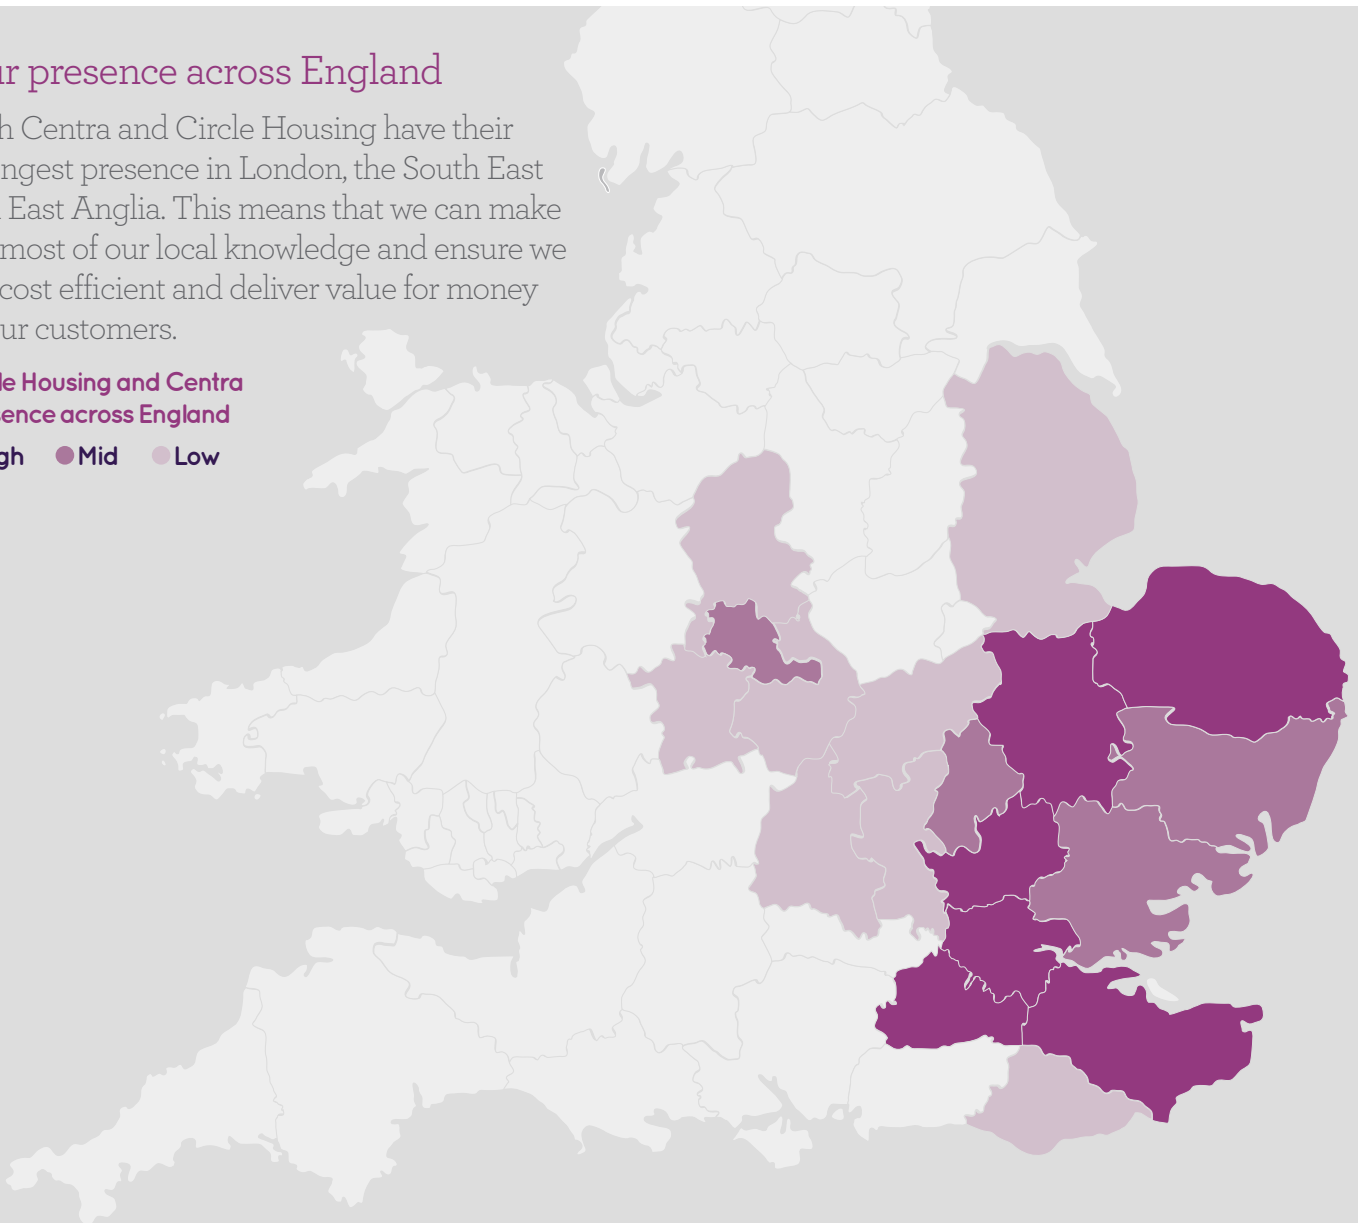 ur presence across England
h Centra and Circle Housing have their
ngest presence in London, the South East
East Anglia. This means that we can make
most of our local knowledge and ensure we
cost efficient and deliver value for money
ur customers.
le Housing and Centra
sence across England
gh Mid Low